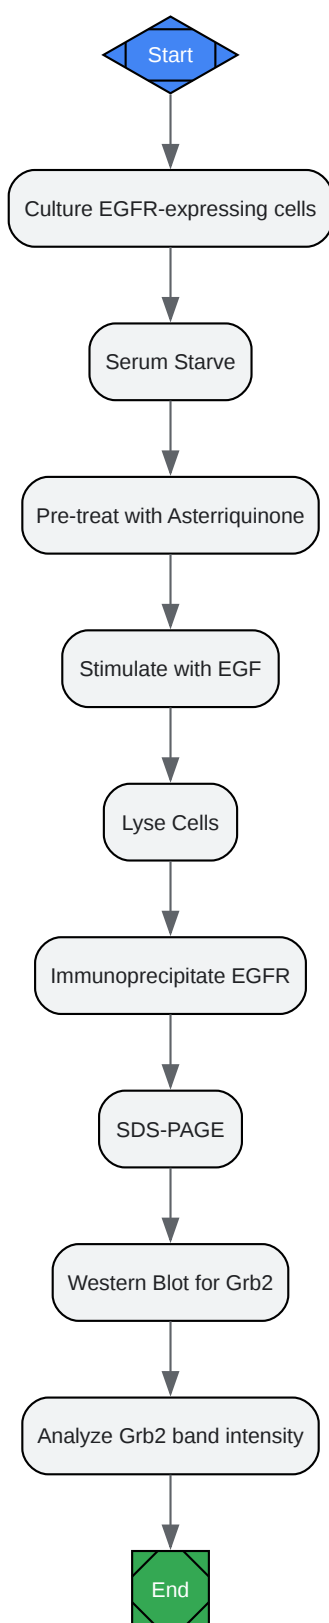 Start
Culture EGFR-expressing cells
Serum Starve
Pre-treat with Asterriquinone
Stimulate with EGF
Lyse Cells
Immunoprecipitate EGFR
SDS-PAGE
Western Blot for Grb2
Analyze Grb2 band intensity
End